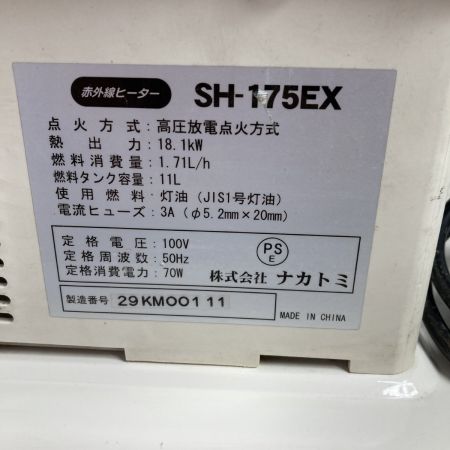 赤外線ヒーター SH-175EX
点火方式：高圧放電点火方式
熱出力：18.1kW
燃料消費量：1.71L/h
燃料タンク容量：11L
使用燃料：灯油（JIS1号灯油）
電流ヒューズ：3A（φ5.2mm×20mm）
定格電圧：100V
定格周波数：50Hz
定格消費電力：70W
PS
E
株式会社 ナカトミ
製造番号 29KM00111
MADE IN CHINA